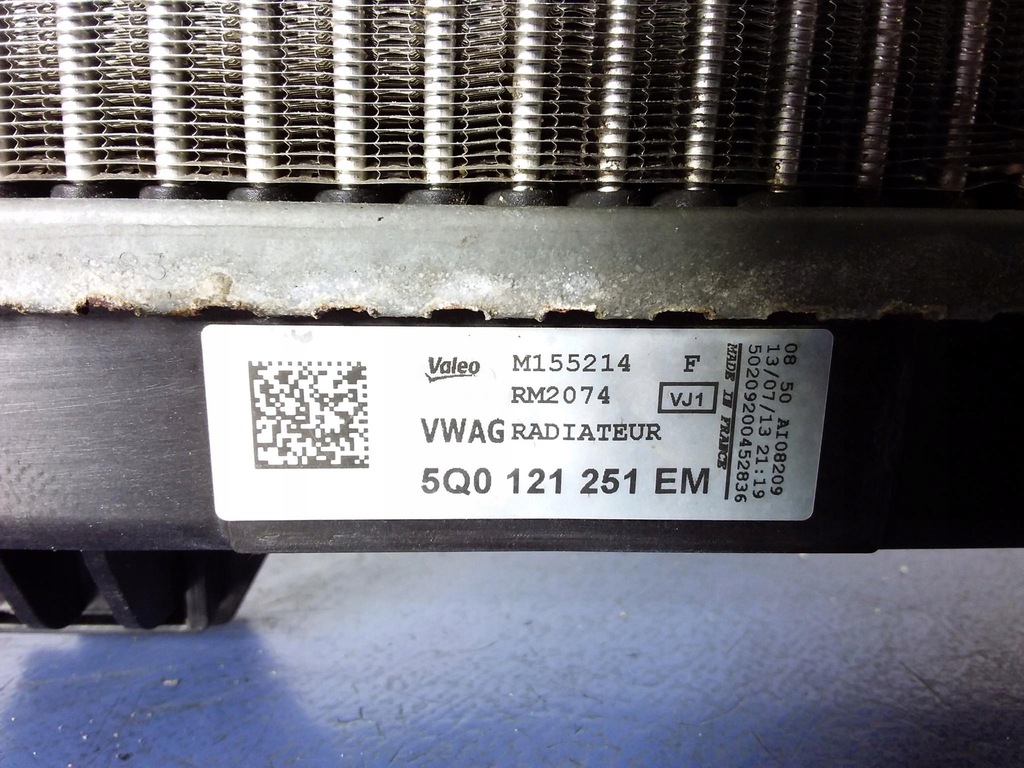 Valeo M155214 F
RM2074 VJ1
VWAG RADIATEUR
5Q0 121 251 EM
MADE IN FRANCE
08 50 AI08209
13/07/13 21:19
50209200452836